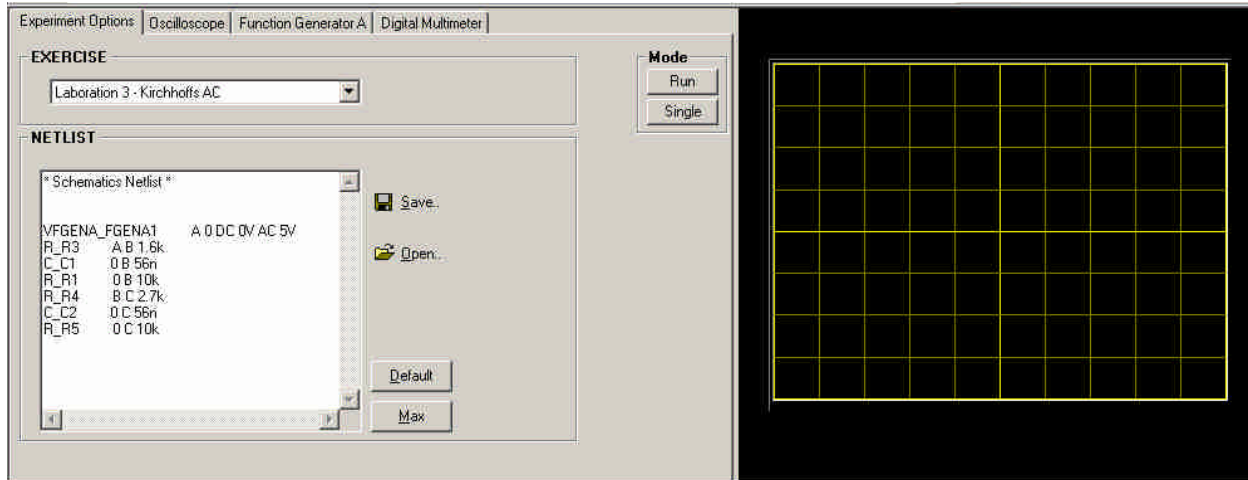 Experiment Options Oscilloscope Function Generator A Digital Multimeter
EXERCISE
Laboration 3 - Kirchhoffs AC
Mode
Run
Single
NETLIST
* Schematics Netlist *
VFGENA_FGENA1 A 0 DC 0V AC 5V
R_R3 A B 1.6k
C_C1 0 B 56n
R_R1 0 B 10k
R_R4 B C 2.7k
C_C2 0 C 56n
R_R5 0 C 10k
Save..
Open..
Default
Max